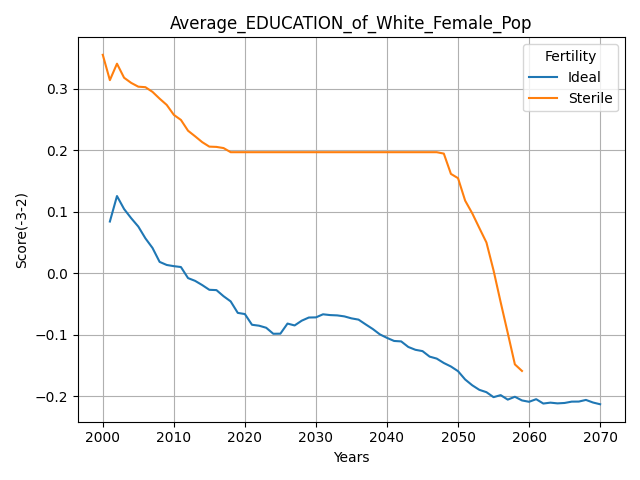 Average_EDUCATION_of_White_Female_Pop
Fertility
Ideal
Sterile
Score(-3-2)
0.3
0.2
0.1
0.0
−0.1
−0.2
2000 2010 2020 2030 2040 2050 2060 2070
Years